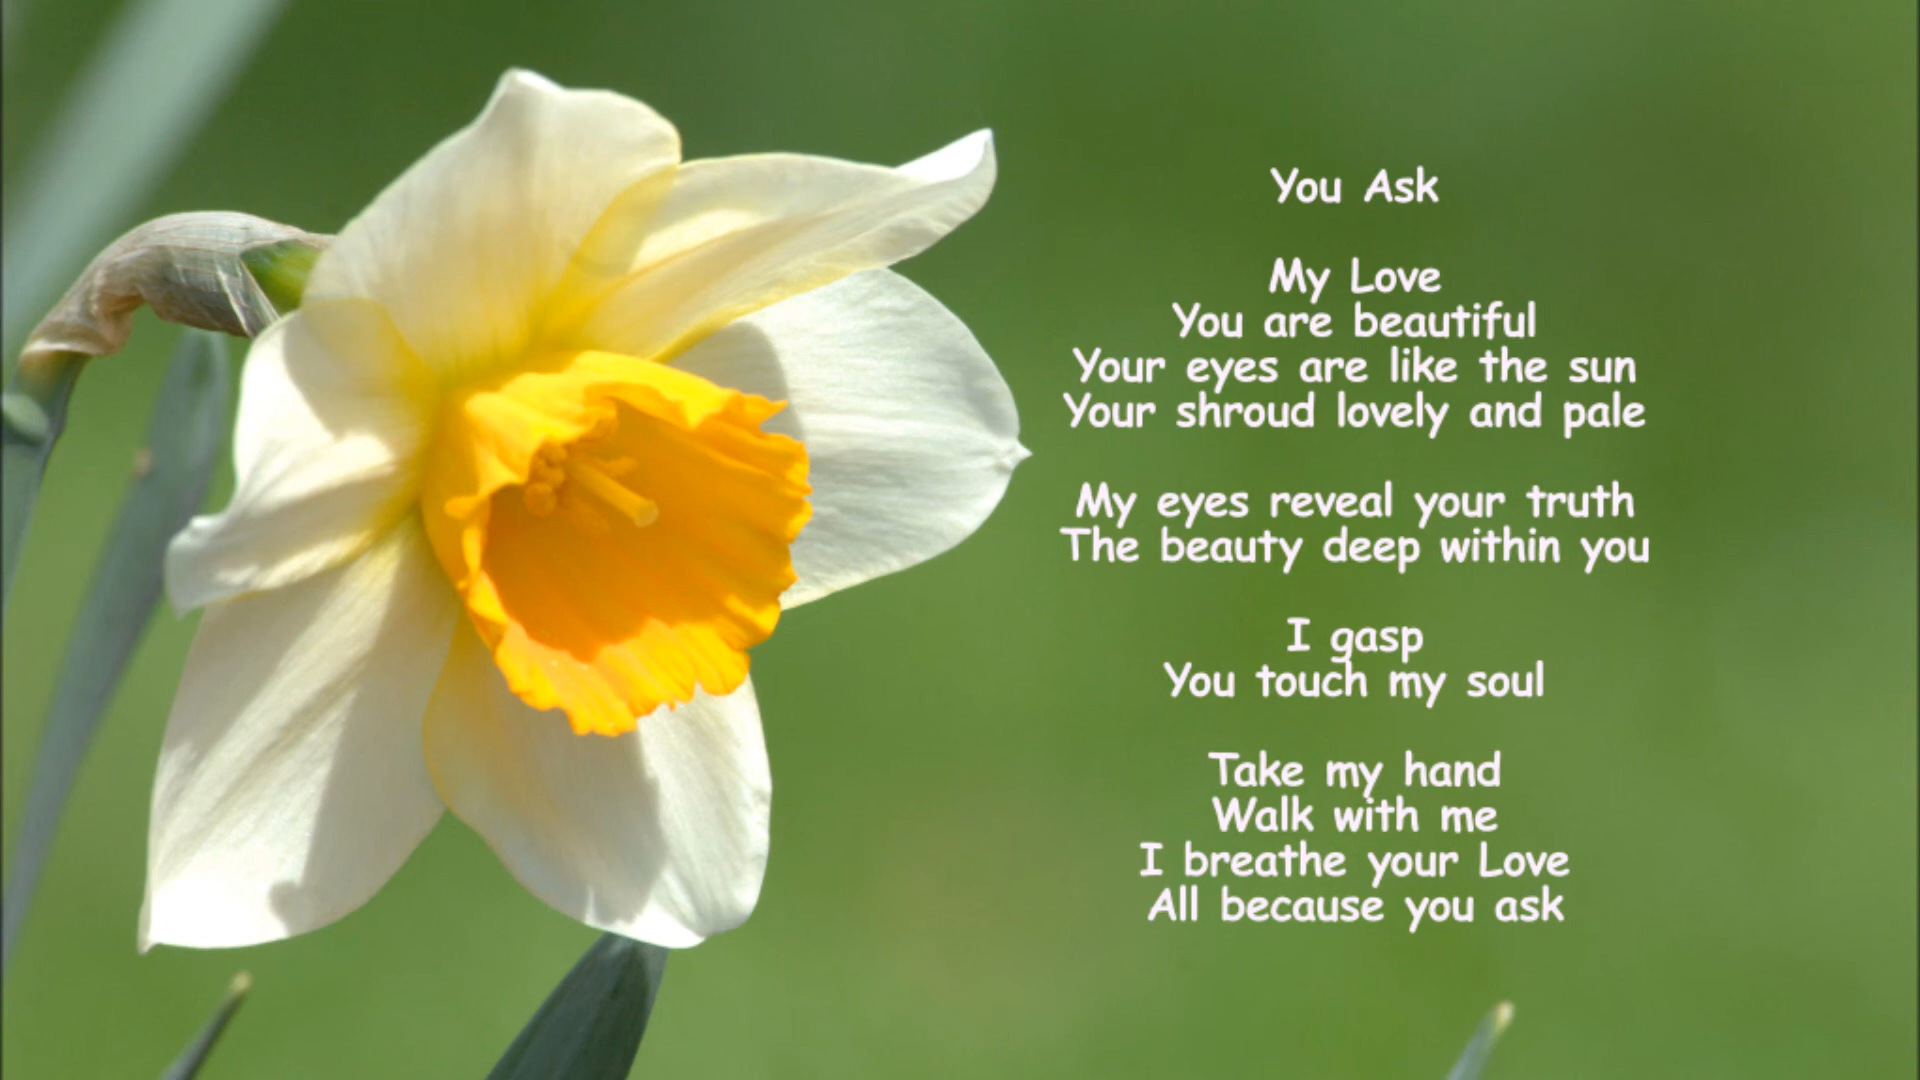 You Ask
My Love
You are beautiful
Your eyes are like the sun
Your shroud lovely and pale
My eyes reveal your truth
The beauty deep within you
I gasp
You touch my soul
Take my hand
Walk with me
I breathe your Love
All because you ask